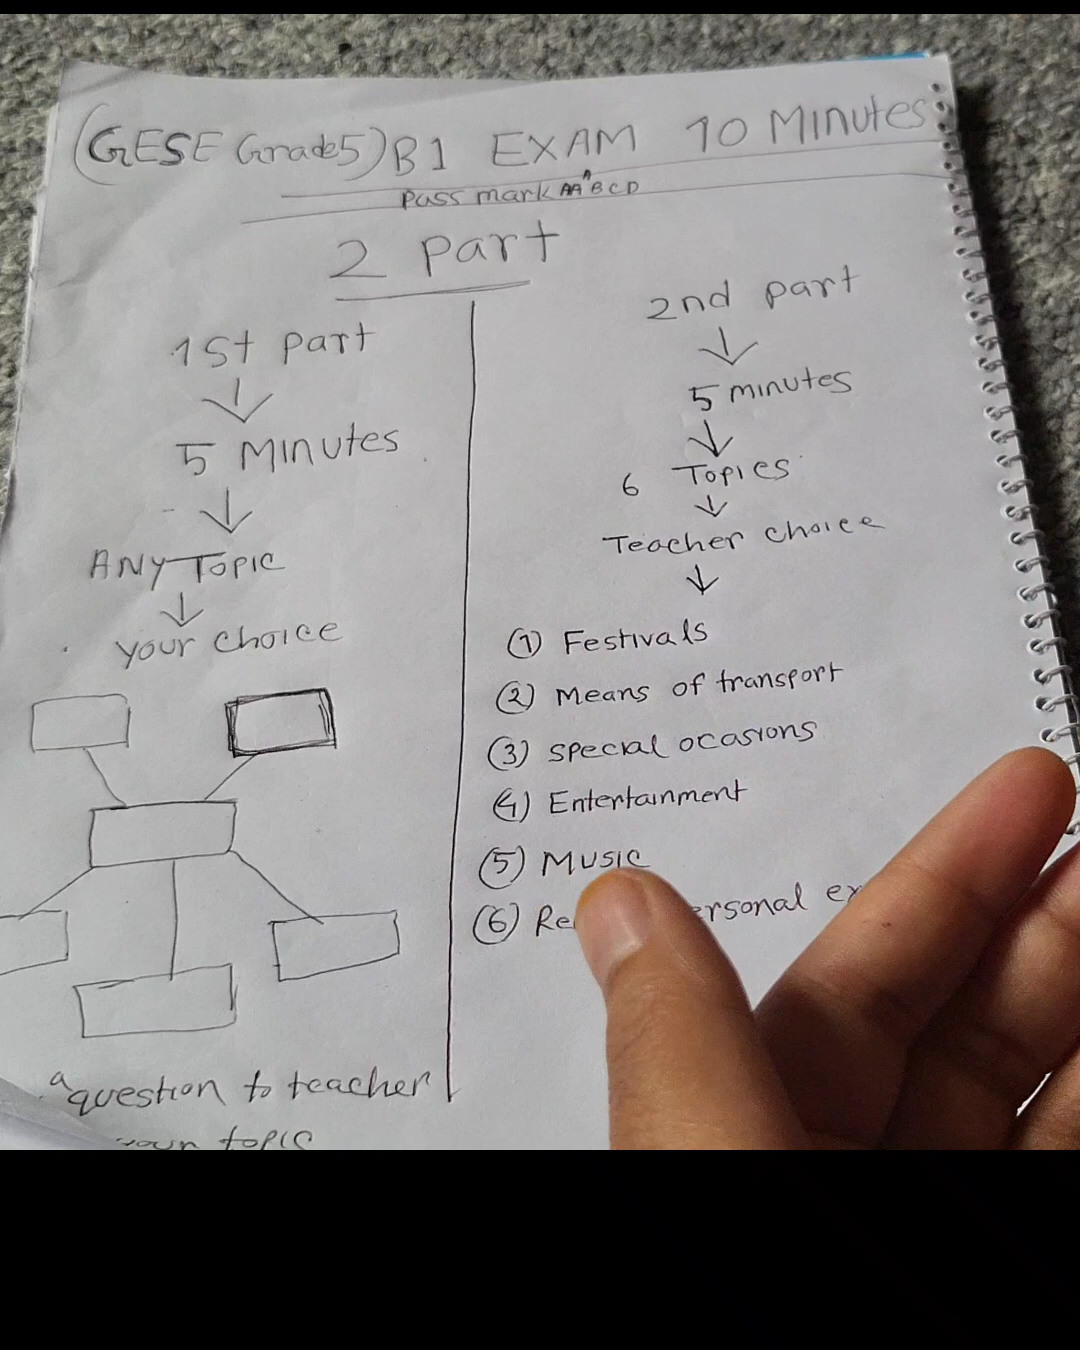 (GESE Grade5) B1 EXAM 10 Minutes
Pass mark AA A BCD
2 part
1st part
5 Minutes
ANY TOPIC
your choice
a question to teacher
your topic
2nd part
5 minutes
6 Topics
Teacher choice
(1) Festivals
(2) Means of transport
(3) special ocasions
(4) Entertainment
(5) Music
(6)